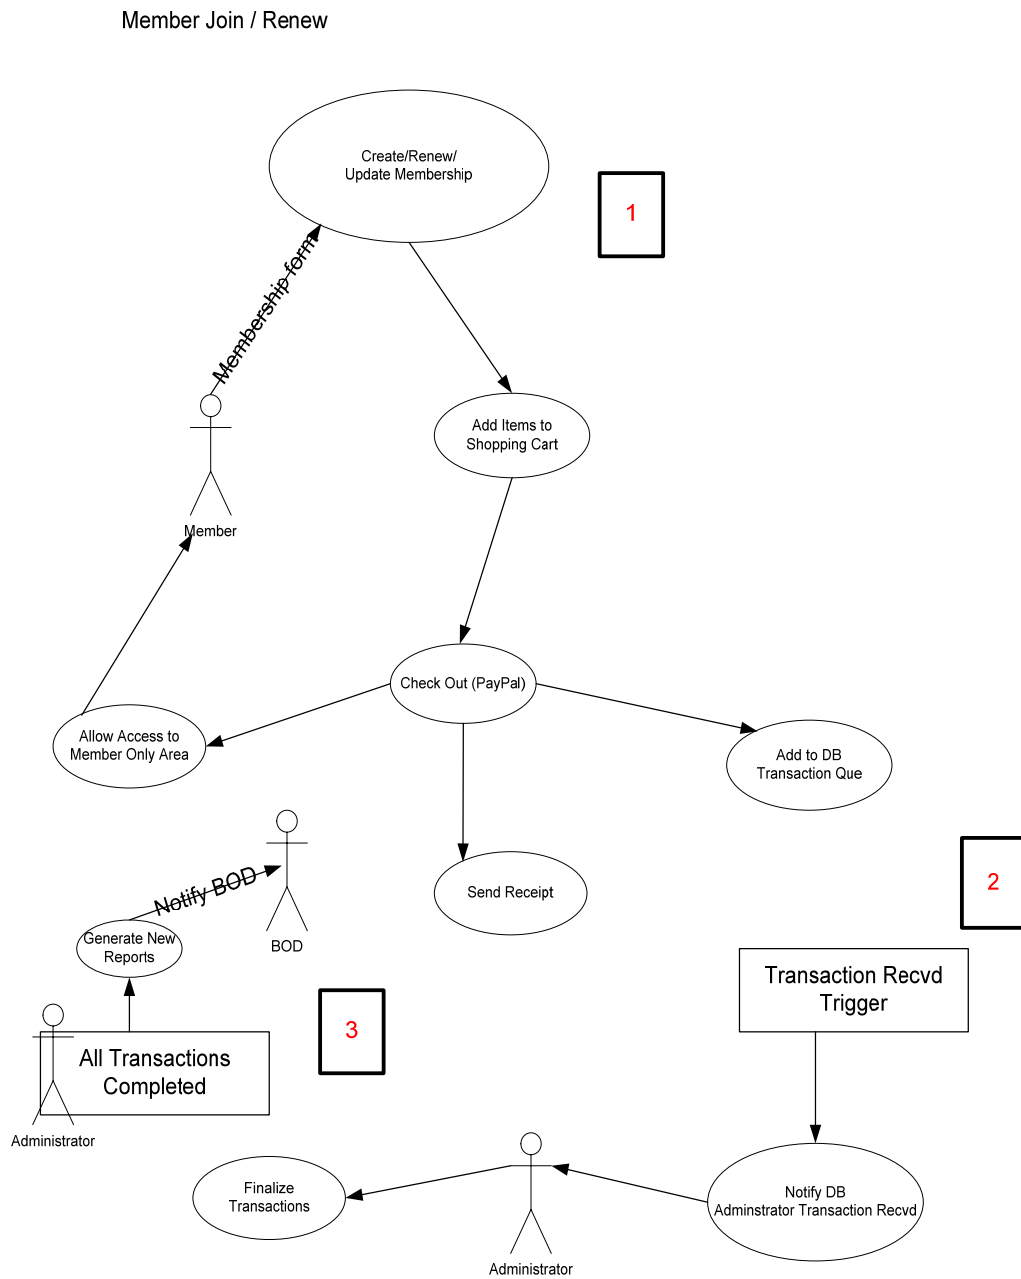 Member Join / Renew
Create/Renew/
Update Membership
1
Membership form
Add Items to
Shopping Cart
Member
Check Out (PayPal)
Allow Access to
Member Only Area
Add to DB
Transaction Que
Send Receipt
2
Notify BOD
BOD
Generate New
Reports
Transaction Recvd
Trigger
3
All Transactions
Completed
Administrator
Finalize
Transactions
Notify DB
Adminstrator Transaction Recvd
Administrator